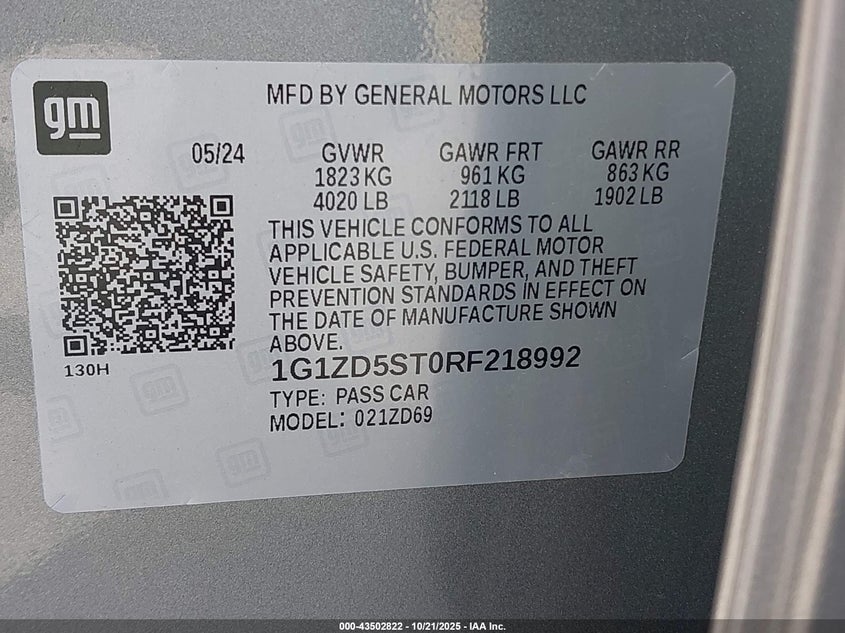 gm
MFD BY GENERAL MOTORS LLC
05/24 GVWR GAWR FRT GAWR RR
1823 KG 961 KG 863 KG
4020 LB 2118 LB 1902 LB
THIS VEHICLE CONFORMS TO ALL
APPLICABLE U.S. FEDERAL MOTOR
VEHICLE SAFETY, BUMPER, AND THEFT
PREVENTION STANDARDS IN EFFECT ON
THE DATE OF MANUFACTURE SHOWN
ABOVE.
130H
1G1ZD5ST0RF218992
TYPE: PASS CAR
MODEL: 021ZD69
000-43502822 - 10/21/2025 - IAA Inc.